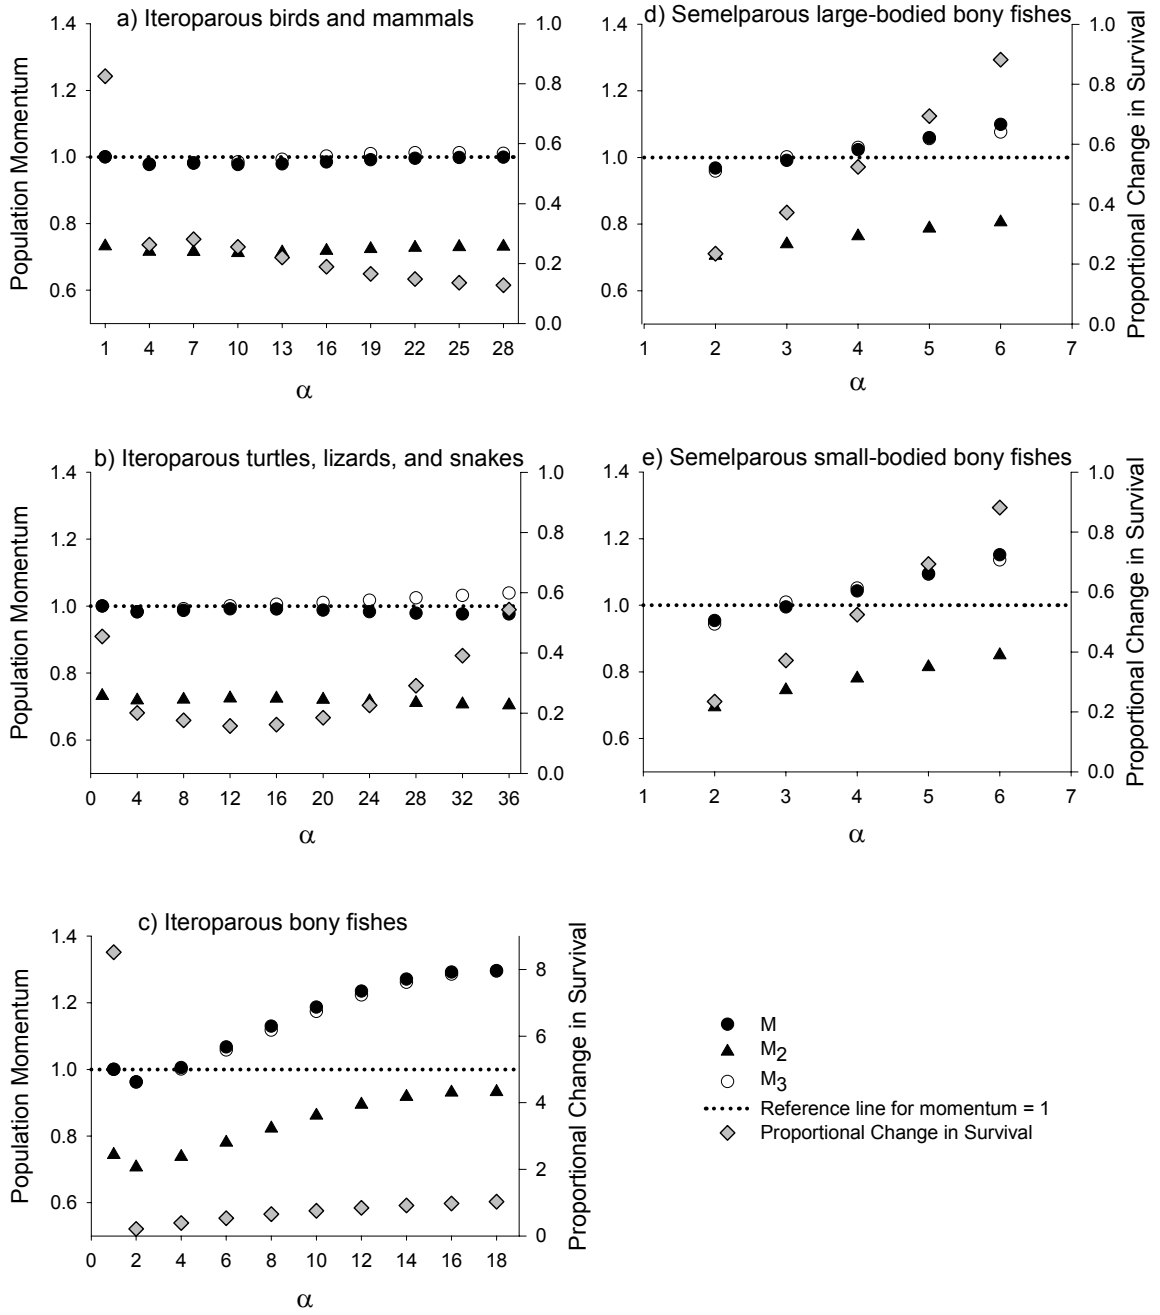 a) Iteroparous birds and mammals
Population Momentum
1.4
1.2
1.0
0.8
0.6
1.0
0.8
0.6
0.4
0.2
0.0
1 4 7 10 13 16 19 22 25 28
α
d) Semelparous large-bodied bony fishes
1.4
1.2
1.0
0.8
0.6
1.0
0.8
0.6
0.4
0.2
0.0
Proportional Change in Survival
1 2 3 4 5 6 7
α
b) Iteroparous turtles, lizards, and snakes
Population Momentum
1.4
1.2
1.0
0.8
0.6
1.0
0.8
0.6
0.4
0.2
0.0
0 4 8 12 16 20 24 28 32 36
α
e) Semelparous small-bodied bony fishes
1.4
1.2
1.0
0.8
0.6
1.0
0.8
0.6
0.4
0.2
0.0
Proportional Change in Survival
1 2 3 4 5 6 7
α
c) Iteroparous bony fishes
Population Momentum
1.4
1.2
1.0
0.8
0.6
8
6
4
2
0
Proportional Change in Survival
0 2 4 6 8 10 12 14 16 18
α
M
M2
M3
Reference line for momentum = 1
Proportional Change in Survival